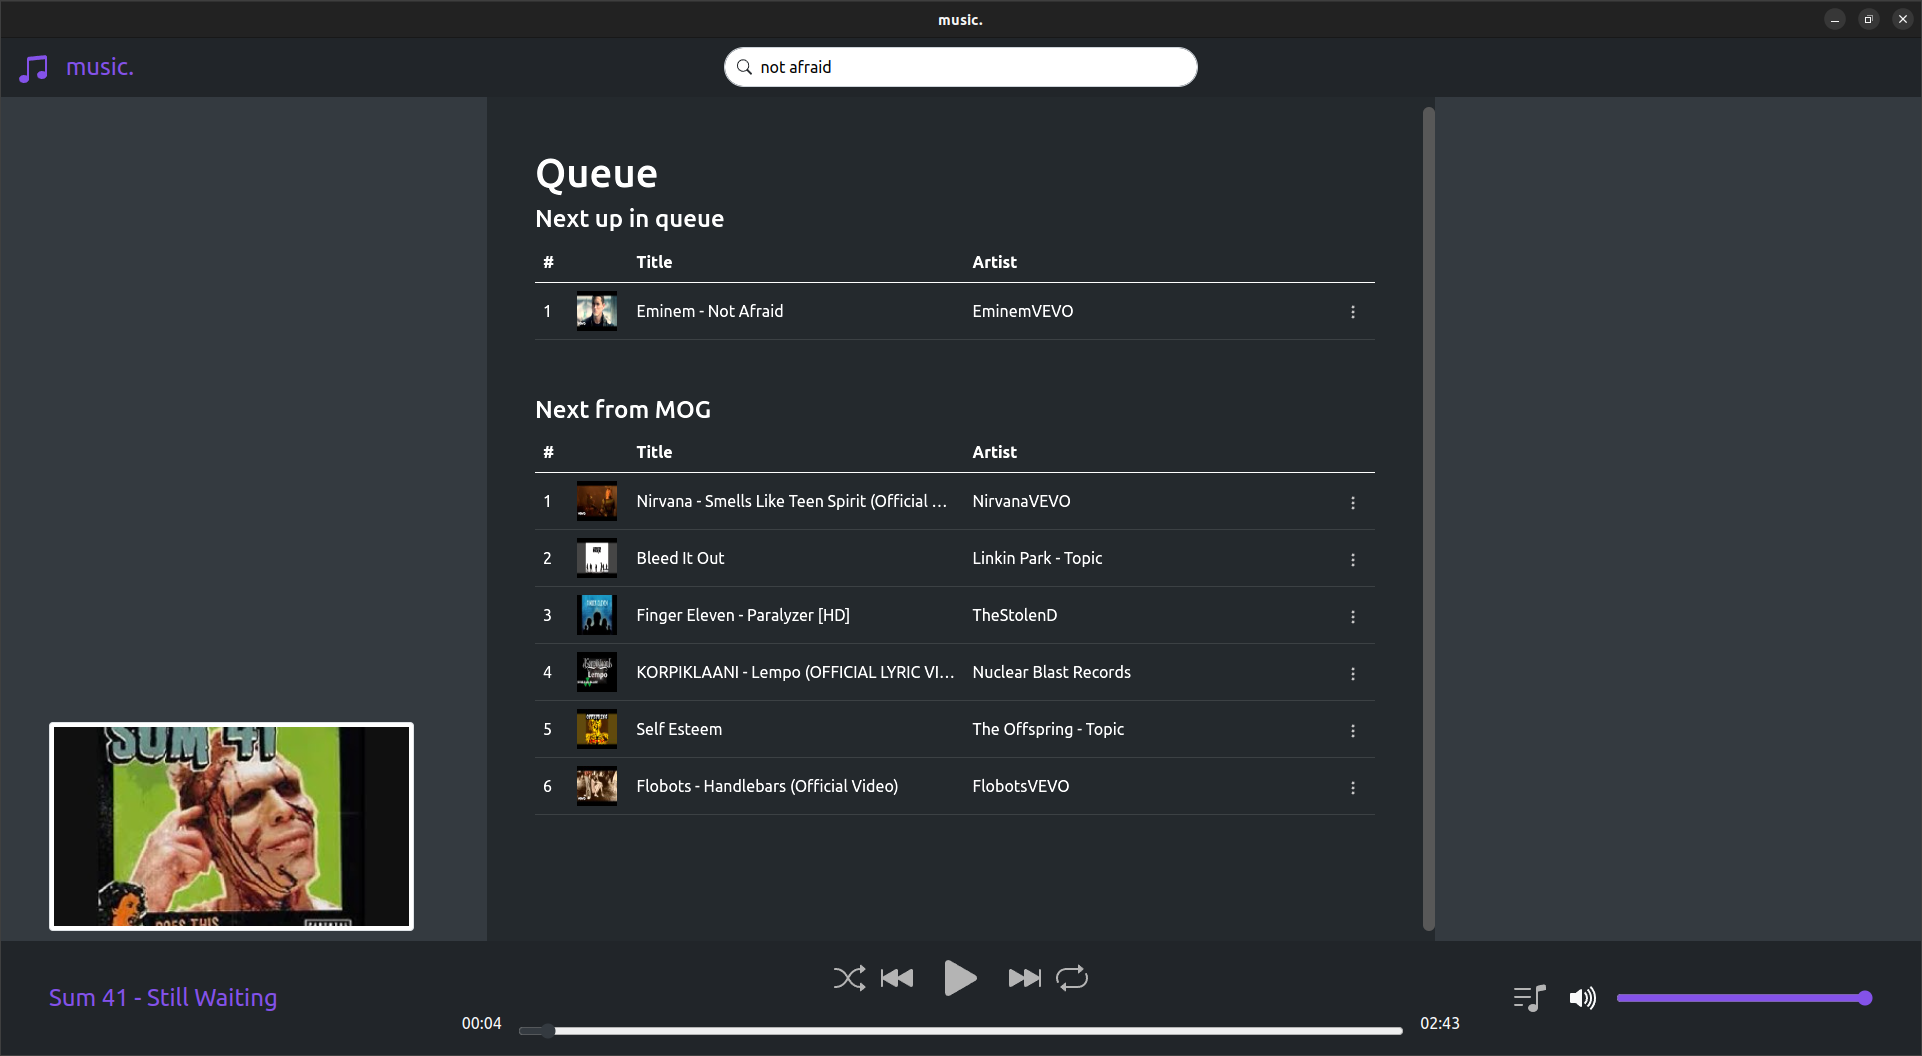 music.
music.
not afraid
Queue
Next up in queue
# Title Artist
1 Eminem - Not Afraid EminemVEVO
Next from MOG
# Title Artist
1 Nirvana - Smells Like Teen Spirit (Official ... NirvanaVEVO
2 Bleed It Out Linkin Park - Topic
3 Finger Eleven - Paralyzer [HD] TheStolenD
4 KORPIKLAANI - Lempo (OFFICIAL LYRIC VI... Nuclear Blast Records
5 Self Esteem The Offspring - Topic
6 Flobots - Handlebars (Official Video) FlobotsVEVO
SUM 41
DOES THIS
Sum 41 - Still Waiting
00:04
02:43